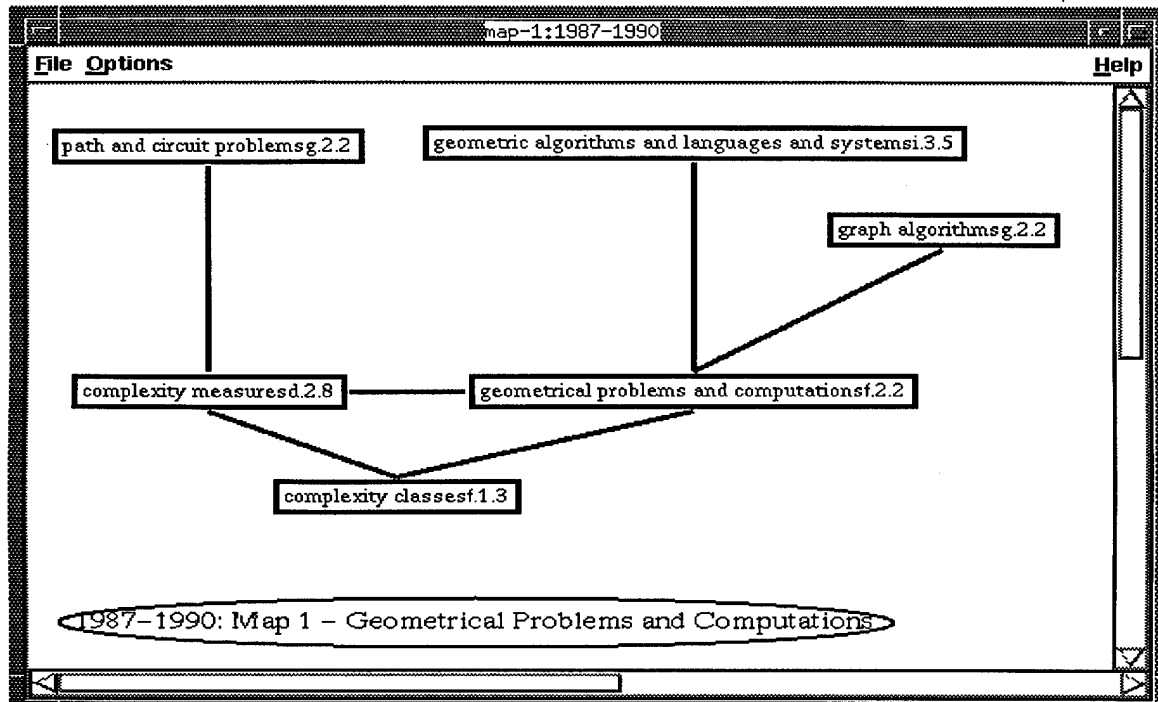 map-1:1987-1990
File Options Help
path and circuit problemsg.2.2
geometric algorithms and languages and systemsi.3.5
graph algorithmsg.2.2
complexity measuresd.2.8
geometrical problems and computationsf.2.2
complexity classesf.1.3
1987-1990: Map 1 - Geometrical Problems and Computations